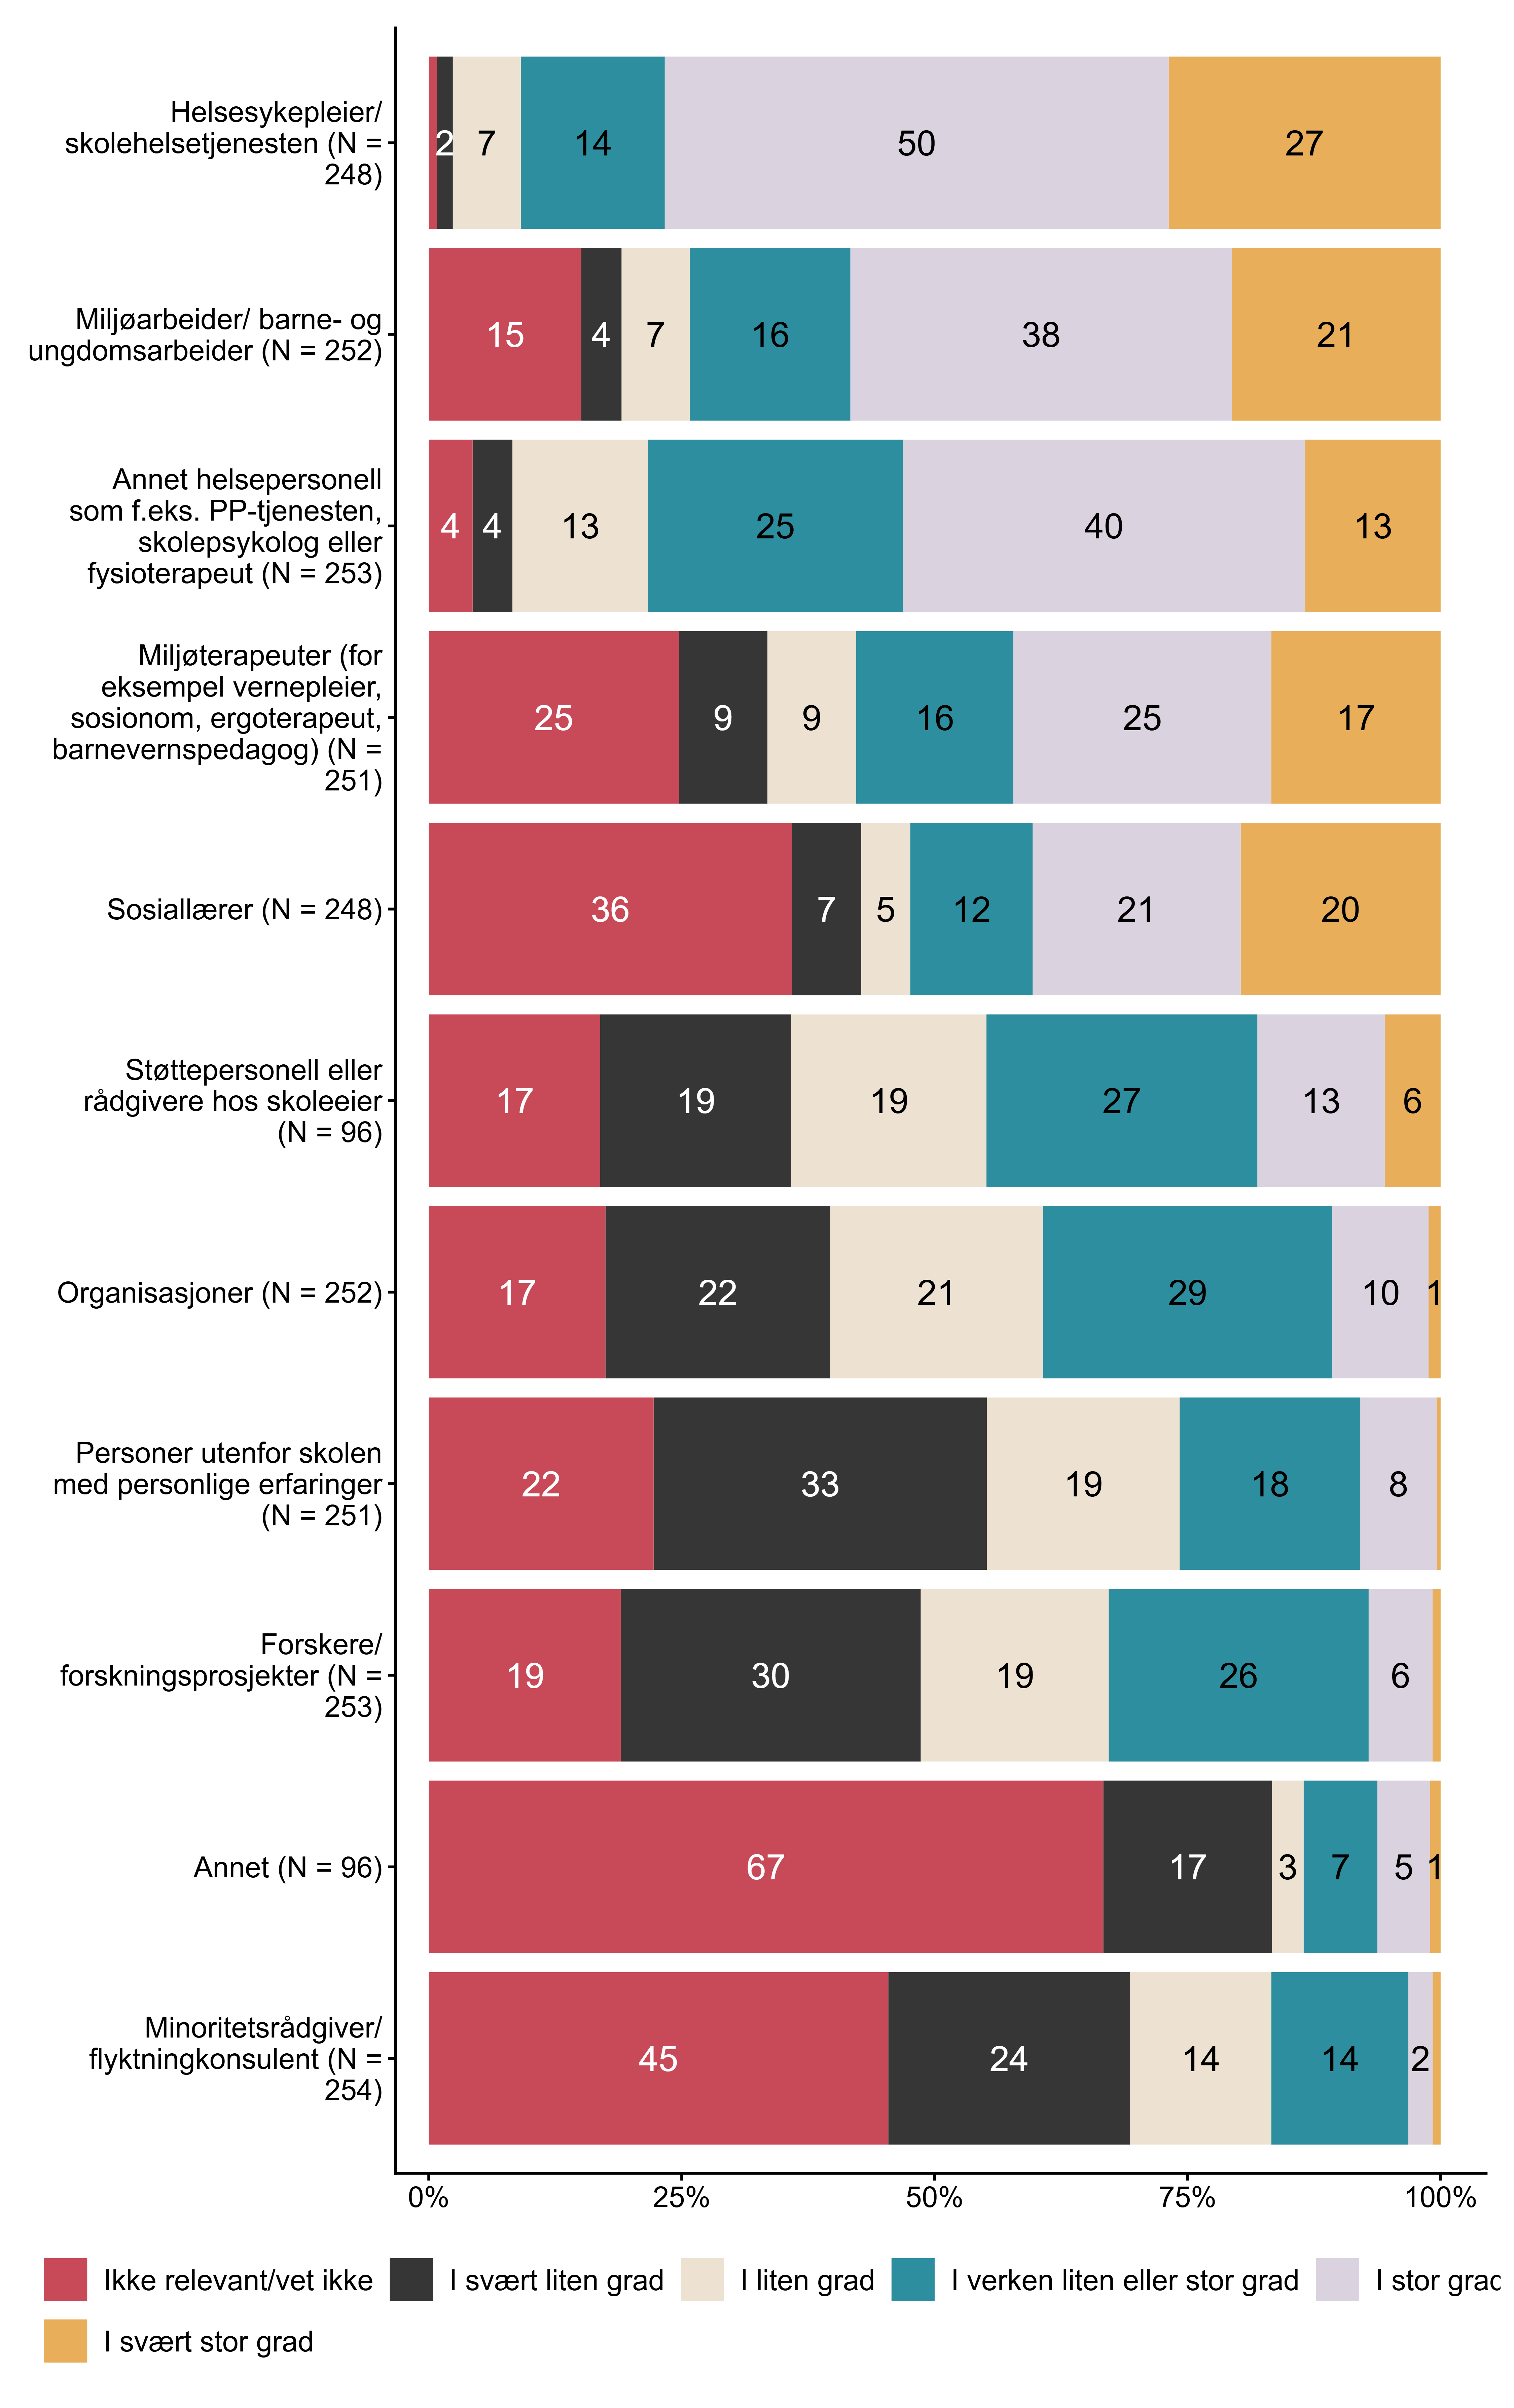 Helsesykepleier/
skolehelsetjenesten (N =
248)
2 7 14 50 27
Miljøarbeider/ barne- og
ungdomsarbeider (N = 252)
15 4 7 16 38 21
Annet helsepersonell
som f.eks. PP-tjenesten,
skolepsykolog eller
fysioterapeut (N = 253)
4 4 13 25 40 13
Miljøterapeuter (for
eksempel vernepleier,
sosionom, ergoterapeut,
barnevernspedagog) (N =
251)
25 9 9 16 25 17
Sosiallærer (N = 248)
36 7 5 12 21 20
Støttepersonell eller
rådgivere hos skoleeier
(N = 96)
17 19 19 27 13 6
Organisasjoner (N = 252)
17 22 21 29 10 1
Personer utenfor skolen
med personlige erfaringer
(N = 251)
22 33 19 18 8
Forskere/
forskningsprosjekter (N =
253)
19 30 19 26 6
Annet (N = 96)
67 17 3 7 5 1
Minoritetsrådgiver/
flyktningkonsulent (N =
254)
45 24 14 14 2
0% 25% 50% 75% 100%
Ikke relevant/vet ikke I svært liten grad I liten grad I verken liten eller stor grad I stor grad
I svært stor grad